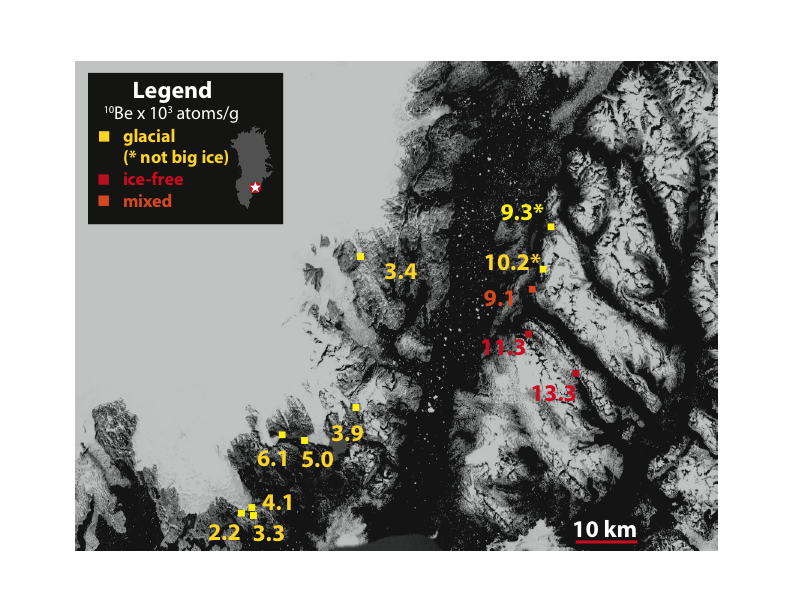 Legend
¹⁰Be x 10³ atoms/g
glacial
(* not big ice)
ice-free
mixed
9.3*
10.2*
3.4
9.1
11.3
13.3
3.9
6.1 5.0
4.1
2.2 3.3
10 km